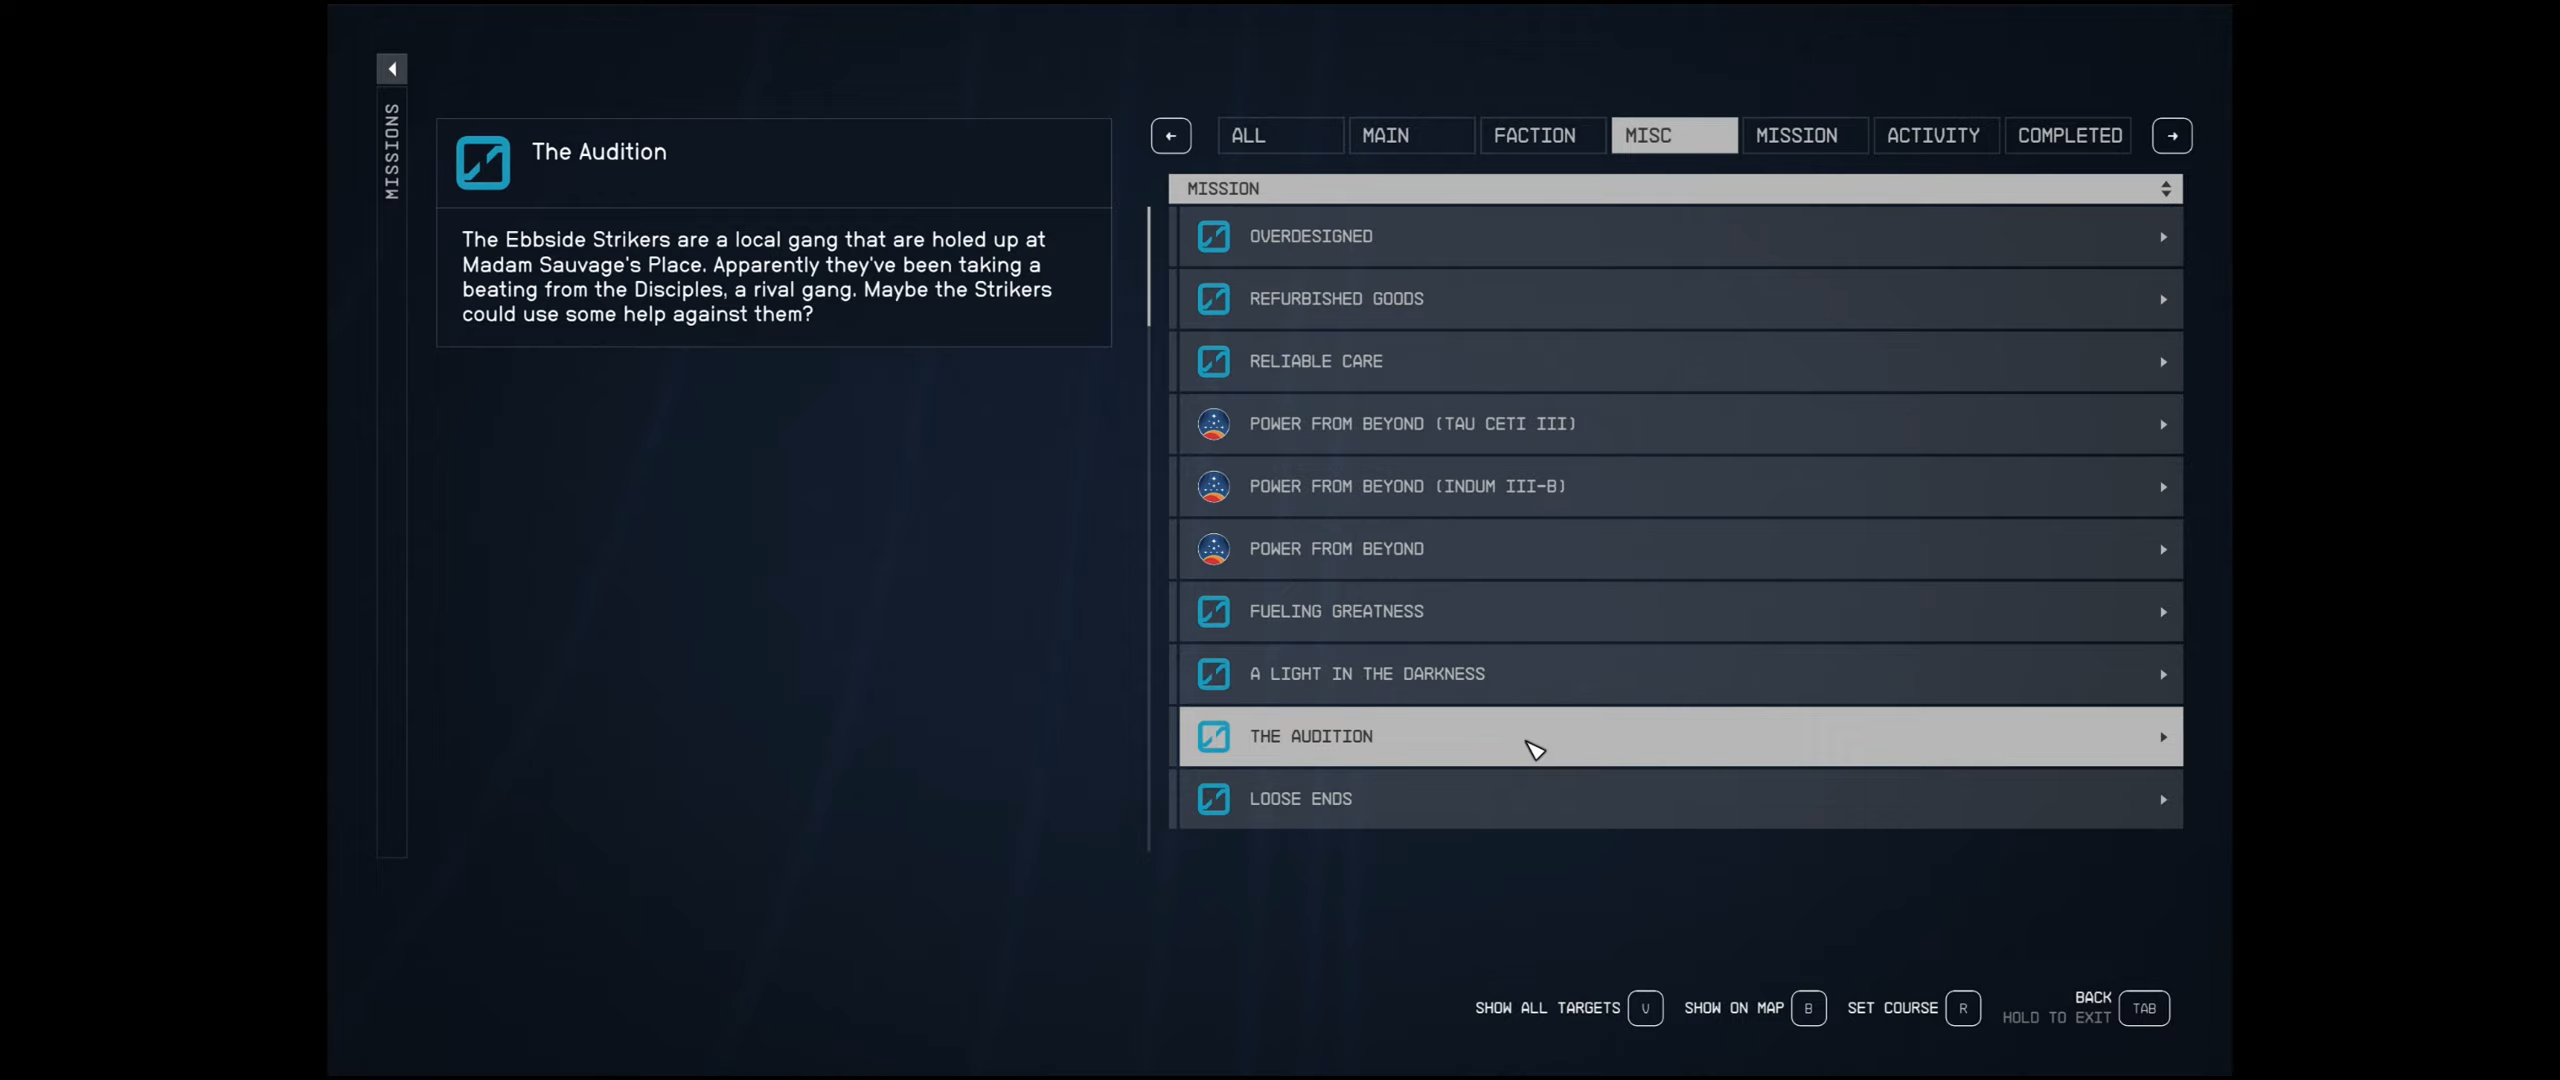 MISSIONS
The Audition
The Ebbside Strikers are a local gang that are holed up at
Madam Sauvage's Place. Apparently they've been taking a
beating from the Disciples, a rival gang. Maybe the Strikers
could use some help against them?
ALL MAIN FACTION MISC MISSION ACTIVITY COMPLETED
MISSION
OVERDESIGNED
REFURBISHED GOODS
RELIABLE CARE
POWER FROM BEYOND (TAU CETI III)
POWER FROM BEYOND (INDUM III-B)
POWER FROM BEYOND
FUELING GREATNESS
A LIGHT IN THE DARKNESS
THE AUDITION
LOOSE ENDS
SHOW ALL TARGETS V SHOW ON MAP B SET COURSE R BACK TAB
HOLD TO EXIT